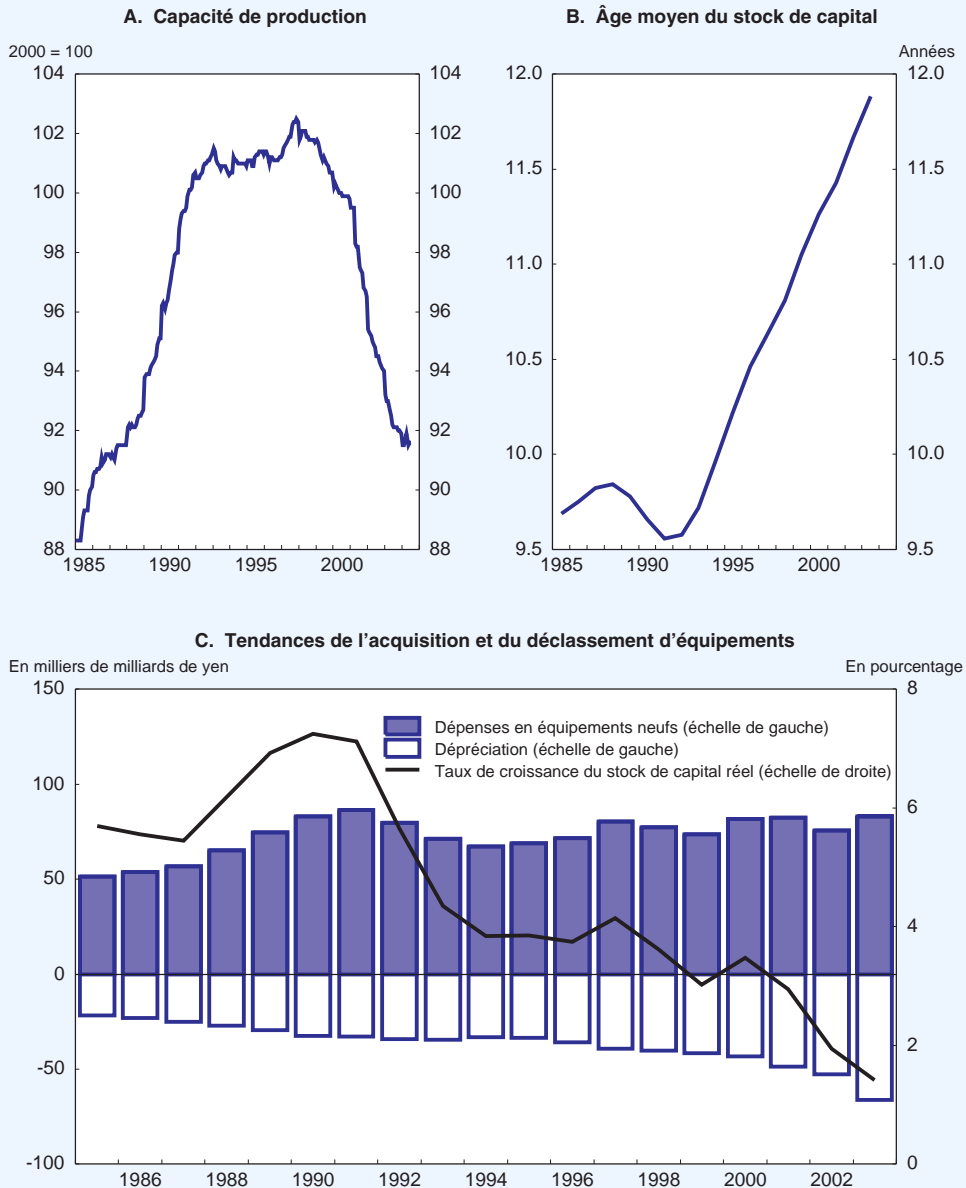 A. Capacité de production
2000 = 100
104 104
102 102
100 100
98 98
96 96
94 94
92 92
90 90
88 88
1985 1990 1995 2000
B. Âge moyen du stock de capital
Années
12.0 12.0
11.5 11.5
11.0 11.0
10.5 10.5
10.0 10.0
9.5 9.5
1985 1990 1995 2000
C. Tendances de l'acquisition et du déclassement d'équipements
En milliers de milliards de yen En pourcentage
150 8
Dépenses en équipements neufs (échelle de gauche)
Dépréciation (échelle de gauche)
Taux de croissance du stock de capital réel (échelle de droite)
100 6
50 4
0
-50 2
-100 0
1986 1988 1990 1992 1994 1996 1998 2000 2002